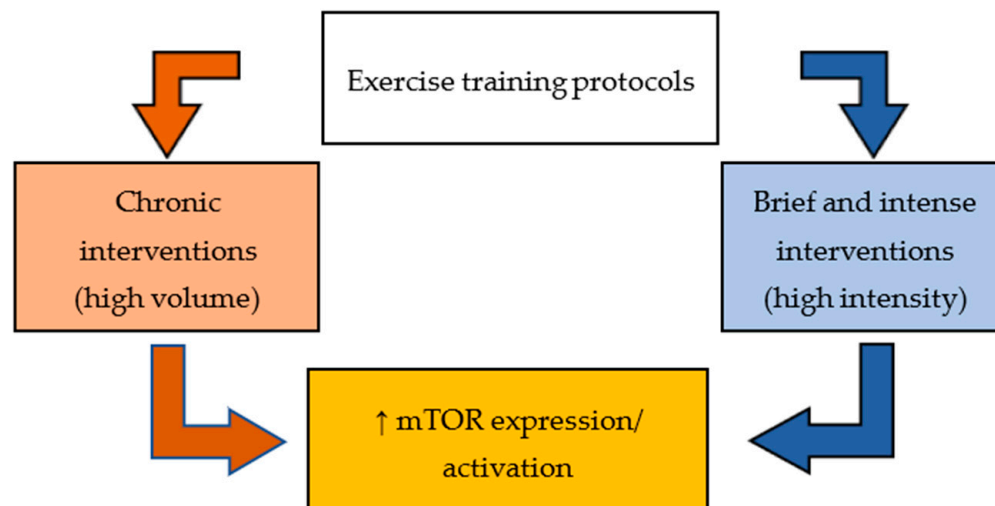 Exercise training protocols
Chronic
interventions
(high volume)
Brief and intense
interventions
(high intensity)
↑ mTOR expression/
activation